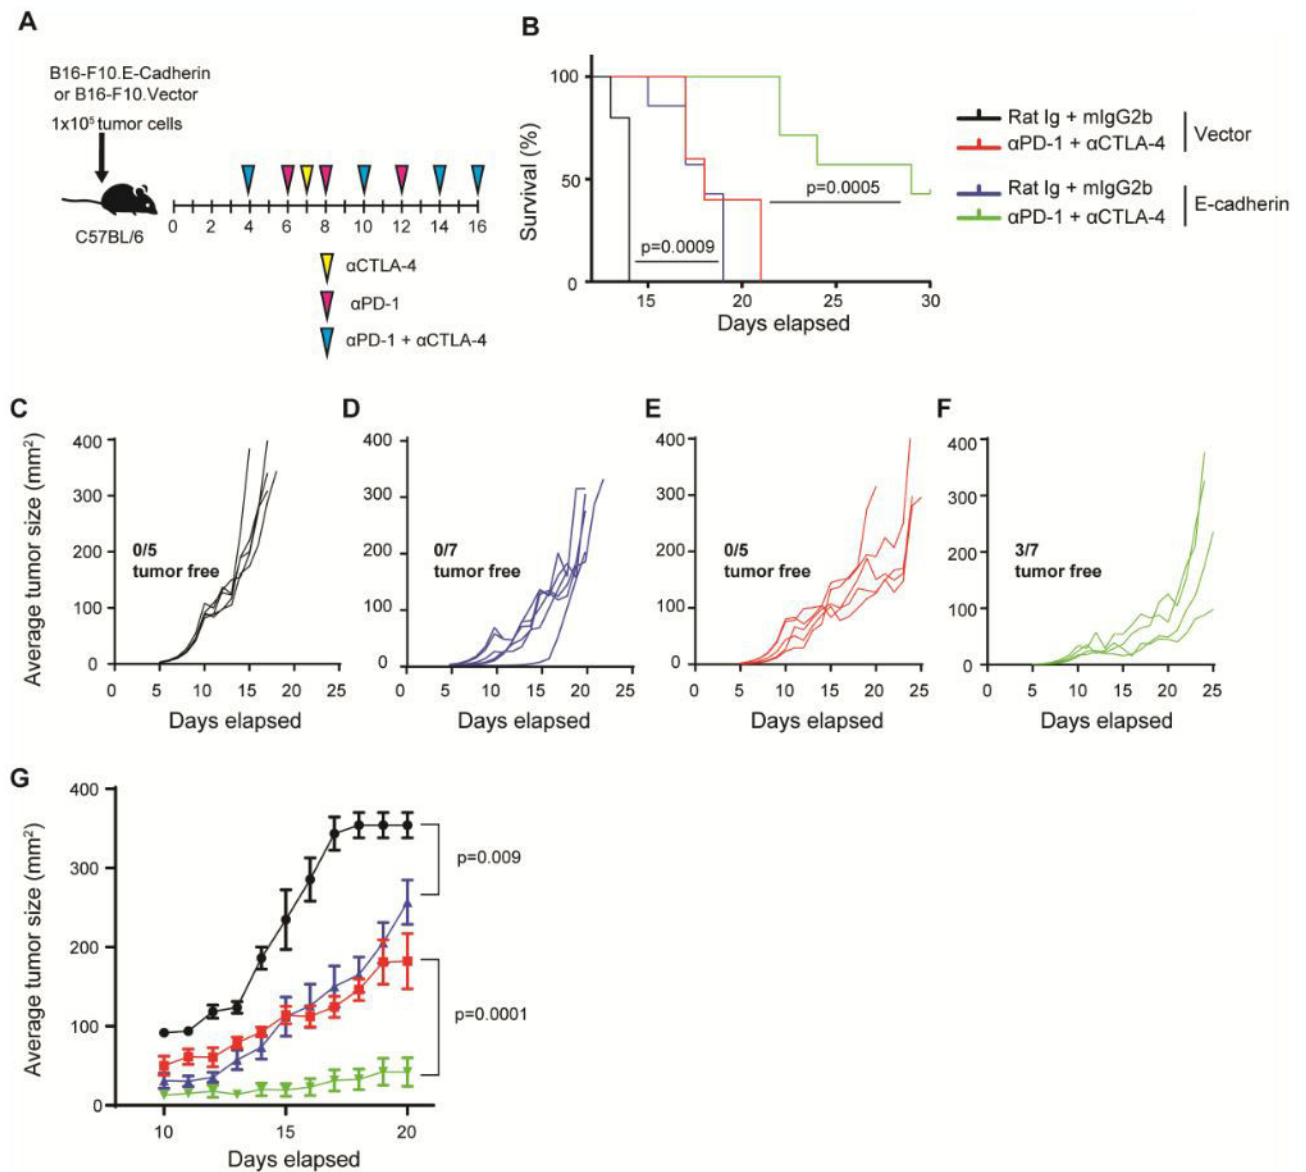 A
B16-F10.E-Cadherin
or B16-F10.Vector
1x10⁵ tumor cells
C57BL/6
0 2 4 6 8 10 12 14 16
αCTLA-4
αPD-1
αPD-1 + αCTLA-4
B
Survival (%)
100
50
0
p=0.0009
p=0.0005
15 20 25 30
Days elapsed
Rat Ig + mIgG2b
αPD-1 + αCTLA-4
Vector
Rat Ig + mIgG2b
αPD-1 + αCTLA-4
E-cadherin
C
Average tumor size (mm²)
400
300
200
100
0
0/5
tumor free
0 5 10 15 20 25
Days elapsed
D
400
300
200
100
0
0/7
tumor free
0 5 10 15 20 25
Days elapsed
E
400
300
200
100
0
0/5
tumor free
0 5 10 15 20 25
Days elapsed
F
400
300
200
100
0
3/7
tumor free
0 5 10 15 20 25
Days elapsed
G
Average tumor size (mm²)
400
300
200
100
0
p=0.009
p=0.0001
10 15 20
Days elapsed